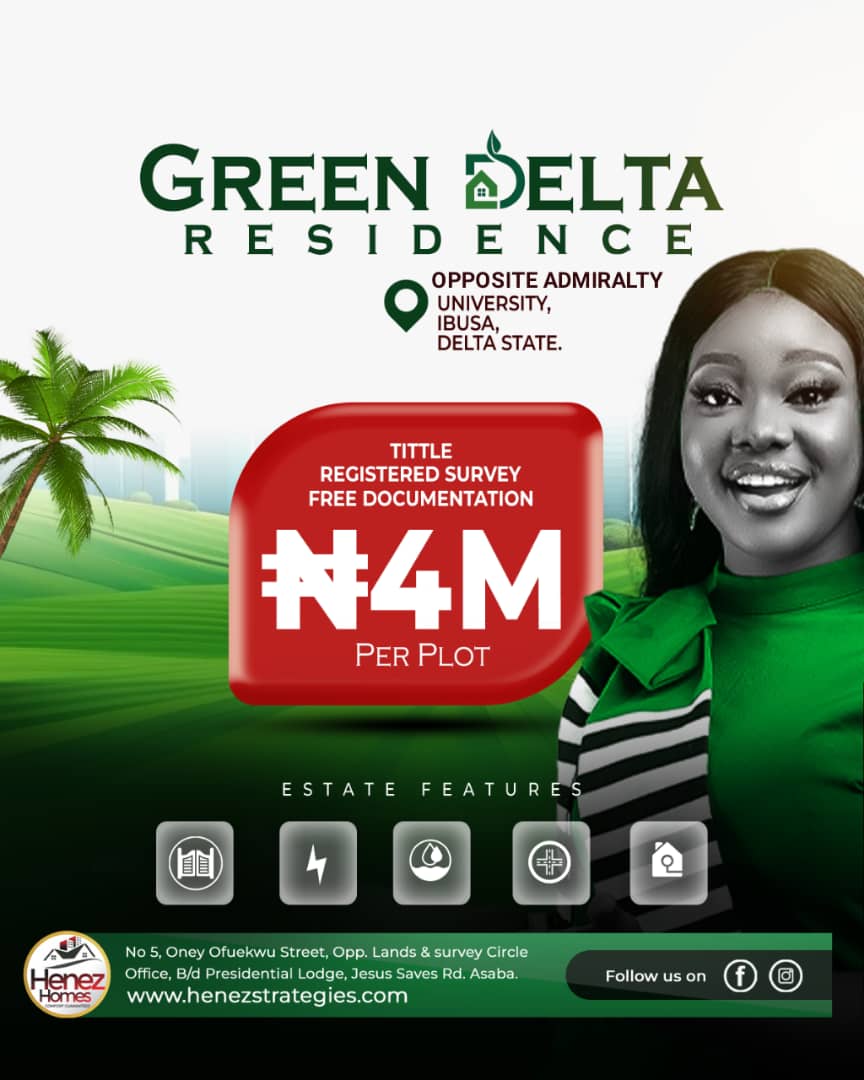 GREEN DELTA
RESIDENCE
OPPOSITE ADMIRALTY
UNIVERSITY,
IBUSA,
DELTA STATE.
TITTLE
REGISTERED SURVEY
FREE DOCUMENTATION
₦4M
PER PLOT
ESTATE FEATURES
Henez
Homes
No 5, Oney Ofuekwu Street, Opp. Lands & survey Circle
Office, B/d Presidential Lodge, Jesus Saves Rd. Asaba.
www.henezstrategies.com
Follow us on